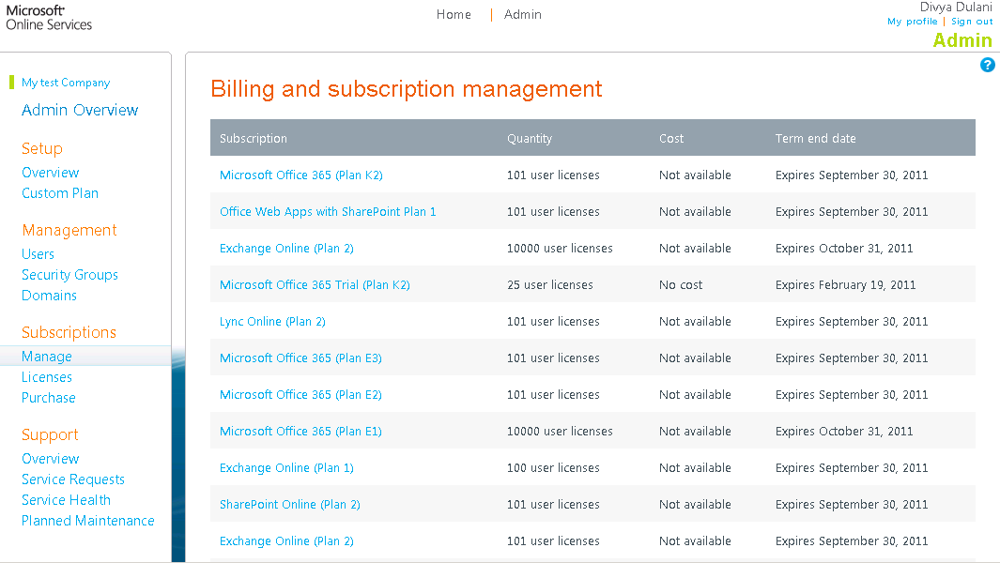 Microsoft®
Online Services
Home | Admin
Divya Dulani
My profile | Sign out
Admin
?
My test Company
Admin Overview
Setup
Overview
Custom Plan
Management
Users
Security Groups
Domains
Subscriptions
Manage
Licenses
Purchase
Support
Overview
Service Requests
Service Health
Planned Maintenance
Billing and subscription management
Subscription Quantity Cost Term end date
Microsoft Office 365 (Plan K2) 101 user licenses Not available Expires September 30, 2011
Office Web Apps with SharePoint Plan 1 101 user licenses Not available Expires September 30, 2011
Exchange Online (Plan 2) 10000 user licenses Not available Expires October 31, 2011
Microsoft Office 365 Trial (Plan K2) 25 user licenses No cost Expires February 19, 2011
Lync Online (Plan 2) 101 user licenses Not available Expires September 30, 2011
Microsoft Office 365 (Plan E3) 101 user licenses Not available Expires September 30, 2011
Microsoft Office 365 (Plan E2) 101 user licenses Not available Expires September 30, 2011
Microsoft Office 365 (Plan E1) 10000 user licenses Not available Expires October 31, 2011
Exchange Online (Plan 1) 100 user licenses Not available Expires September 30, 2011
SharePoint Online (Plan 2) 101 user licenses Not available Expires September 30, 2011
Exchange Online (Plan 2) 101 user licenses Not available Expires September 30, 2011